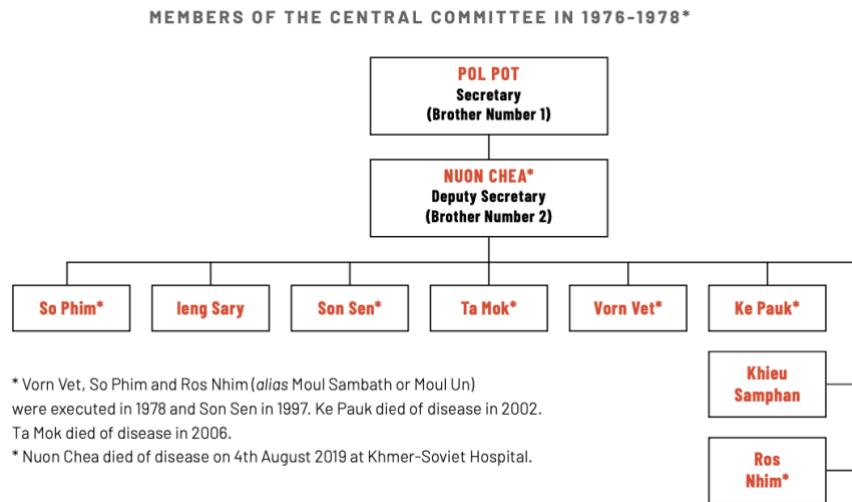 MEMBERS OF THE CENTRAL COMMITTEE IN 1976-1978*
POL POT
Secretary
(Brother Number 1)
NUON CHEA*
Deputy Secretary
(Brother Number 2)
So Phim*
Ieng Sary
Son Sen*
Ta Mok*
Vorn Vet*
Ke Pauk*
Khieu
Samphan
Ros
Nhim*
* Vorn Vet, So Phim and Ros Nhim (alias Moul Sambath or Moul Un)
were executed in 1978 and Son Sen in 1997. Ke Pauk died of disease in 2002.
Ta Mok died of disease in 2006.
* Nuon Chea died of disease on 4th August 2019 at Khmer-Soviet Hospital.